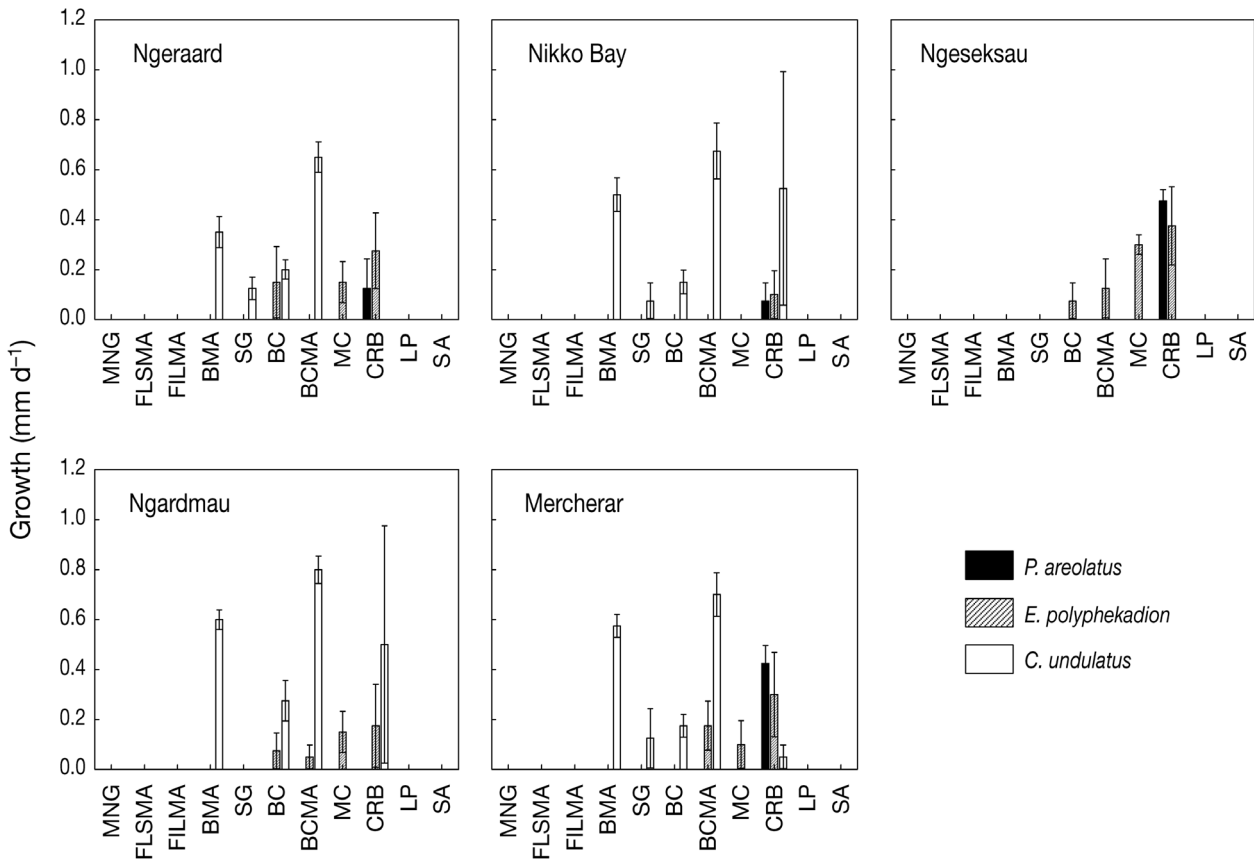 Growth (mm d–1)
1.2
1.0
0.8
0.6
0.4
0.2
0.0
Ngeraard
MNG
FLSMA
FILMA
BMA
SG
BC
BCMA
MC
CRB
LP
SA
Nikko Bay
MNG
FLSMA
FILMA
BMA
SG
BC
BCMA
MC
CRB
LP
SA
Ngeseksau
MNG
FLSMA
FILMA
BMA
SG
BC
BCMA
MC
CRB
LP
SA
1.2
1.0
0.8
0.6
0.4
0.2
0.0
Ngardmau
MNG
FLSMA
FILMA
BMA
SG
BC
BCMA
MC
CRB
LP
SA
Mercherar
MNG
FLSMA
FILMA
BMA
SG
BC
BCMA
MC
CRB
LP
SA
P. areolatus
E. polyphekadion
C. undulatus